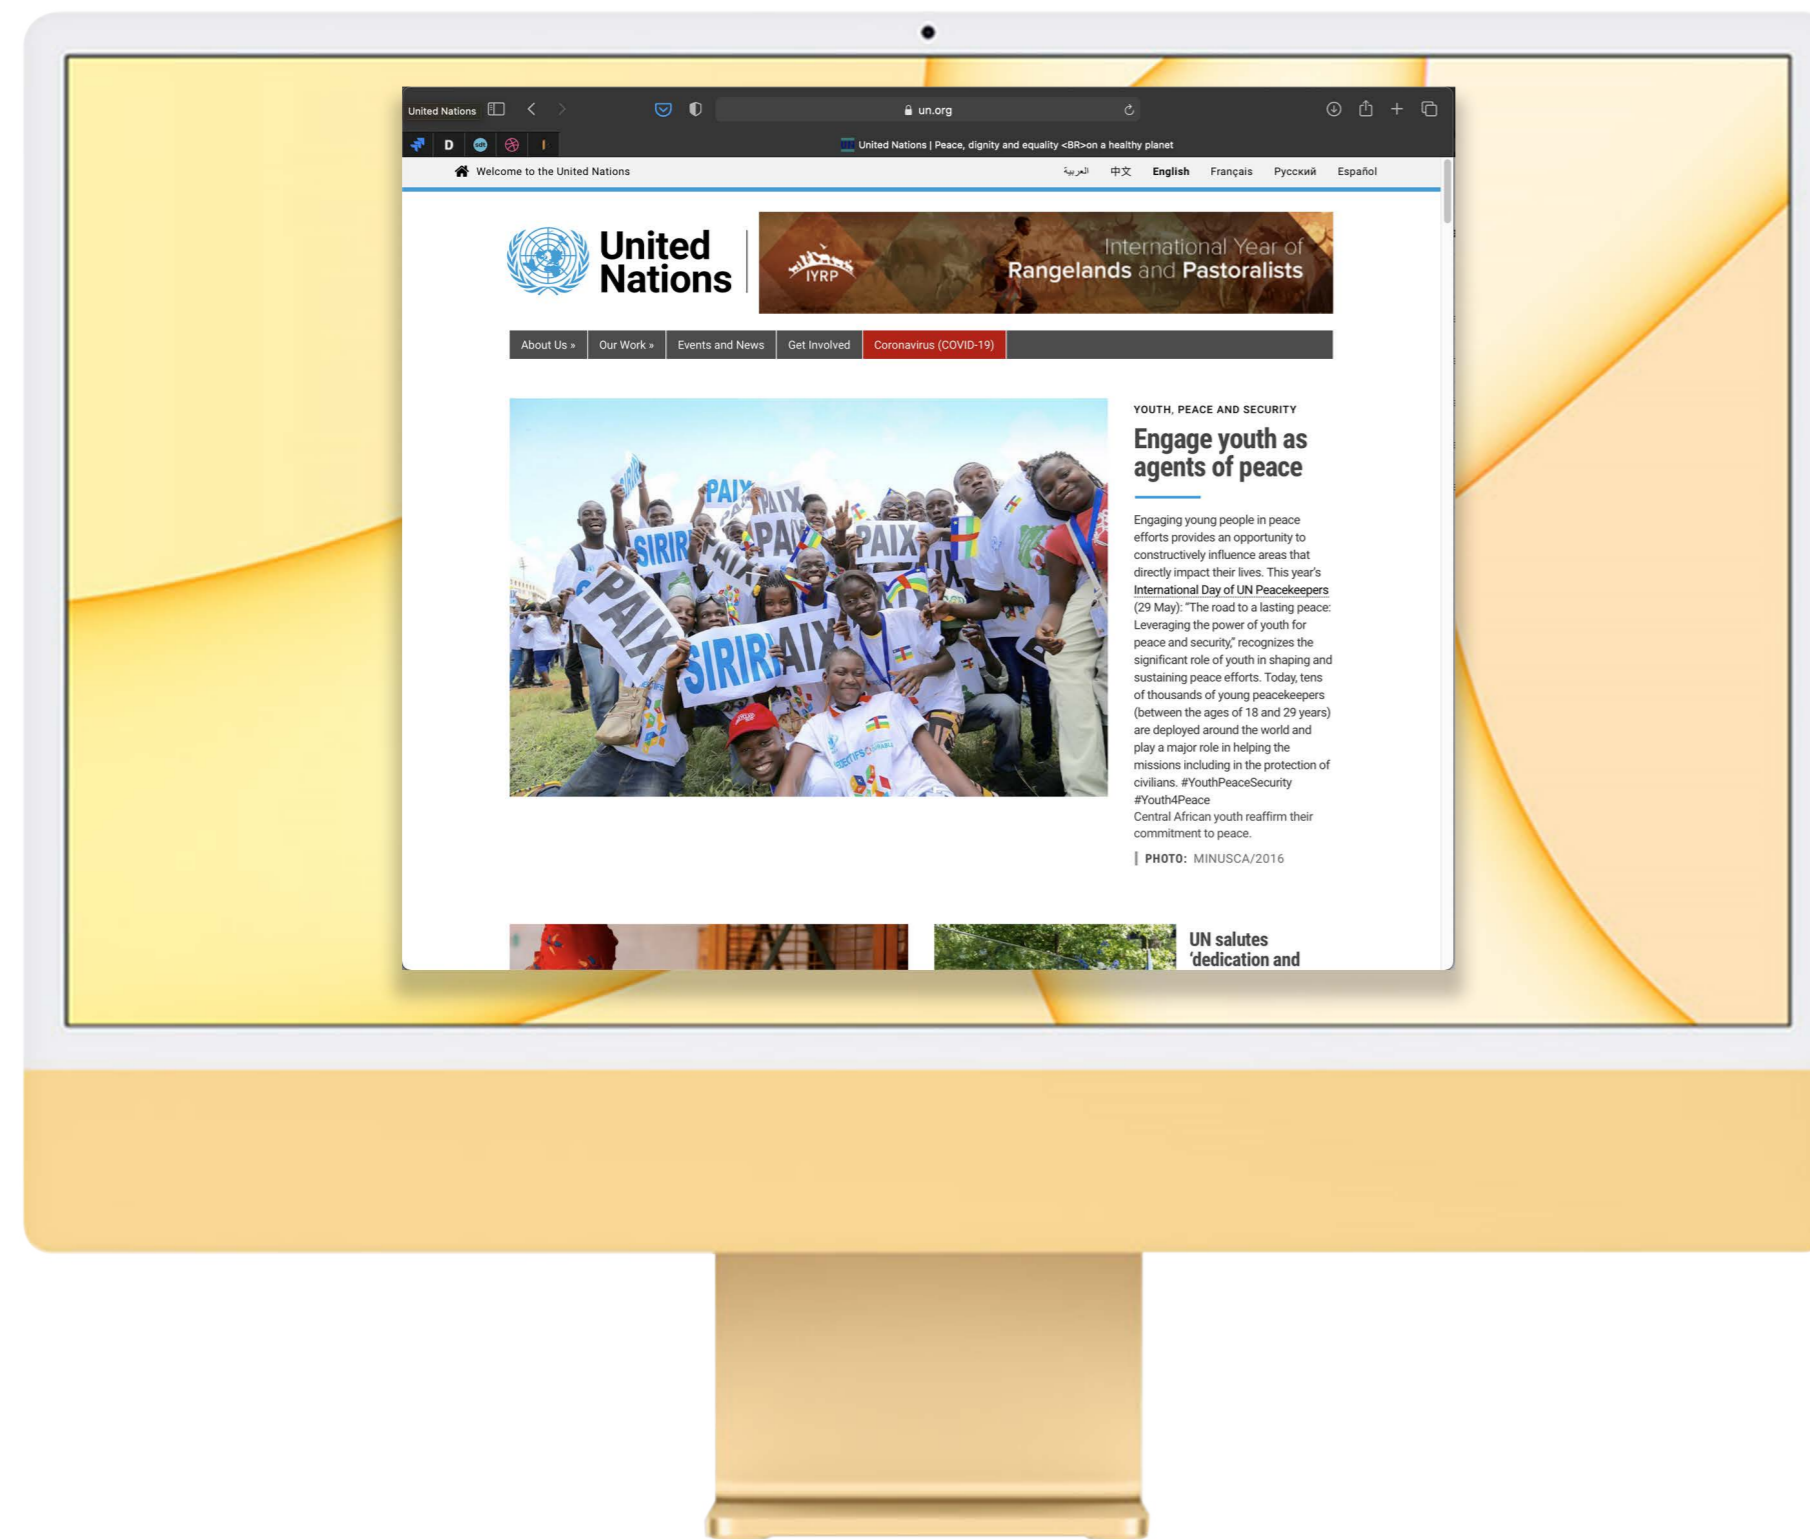 United Nations
un.org
D
sdt
I
UN United Nations | Peace, dignity and equality <BR>on a healthy planet
Welcome to the United Nations
العربية 中文 English Français Русский Español
United
Nations
IYRP
International Year of
Rangelands and Pastoralists
About Us » Our Work » Events and News Get Involved Coronavirus (COVID-19)
PAIX
PAIX
SIRIRI
PAIX
PAIX
PAIX
SIRIRI
PAIX
YOUTH, PEACE AND SECURITY
Engage youth as
agents of peace
Engaging young people in peace
efforts provides an opportunity to
constructively influence areas that
directly impact their lives. This year's
International Day of UN Peacekeepers
(29 May): "The road to a lasting peace:
Leveraging the power of youth for
peace and security," recognizes the
significant role of youth in shaping and
sustaining peace efforts. Today, tens
of thousands of young peacekeepers
(between the ages of 18 and 29 years)
are deployed around the world and
play a major role in helping the
missions including in the protection of
civilians. #YouthPeaceSecurity
#Youth4Peace
Central African youth reaffirm their
commitment to peace.
PHOTO: MINUSCA/2016
UN salutes
'dedication and